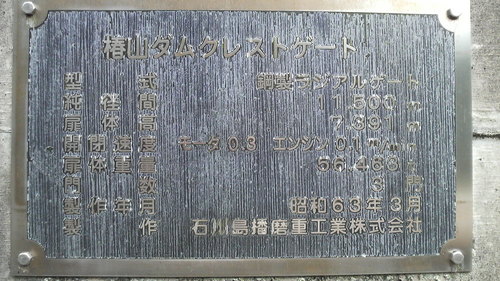 椿山ダムクレストゲート
型式 鋼製ラジアルゲート
純径間 11.500 m
扉体高 7.391 m
開閉速度 モータ0.3 エンジン0.1 m/min
扉体重量 56.468 t
門数 3 門
製作年月 昭和63年3月
製作 石川島播磨重工業株式会社